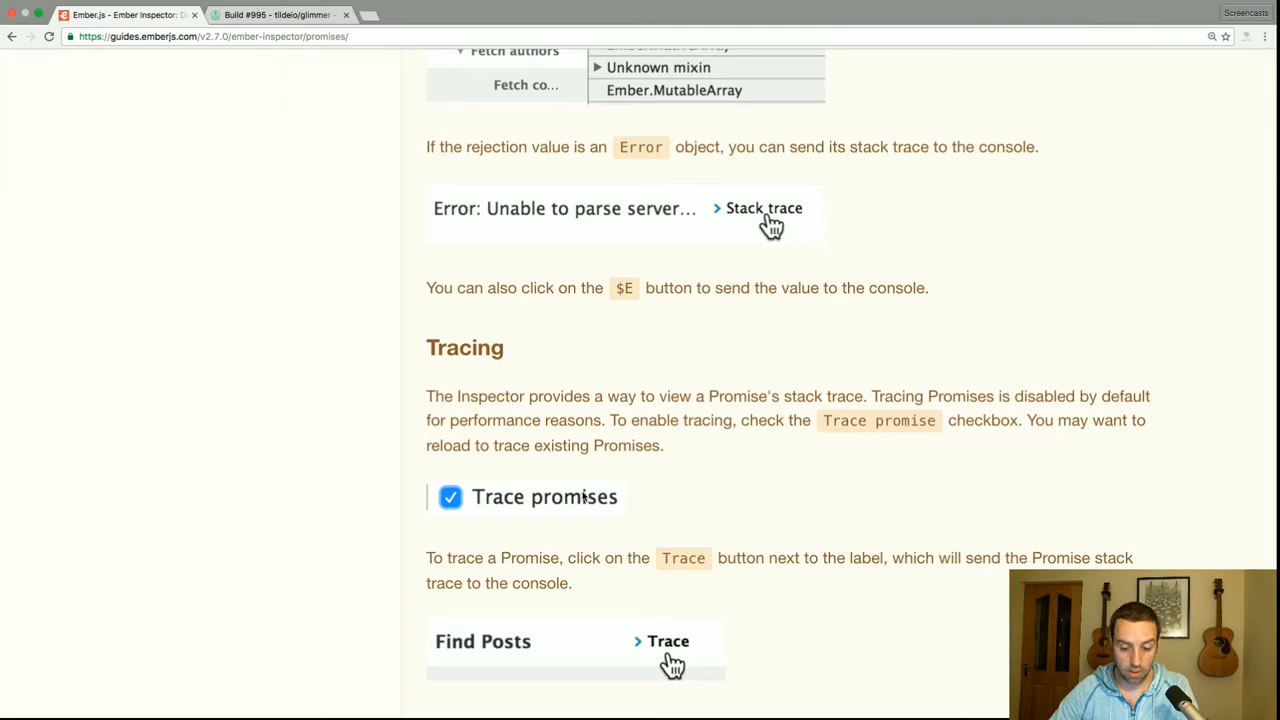 Ember.js - Ember Inspector: D
Build #995 - tildeio/glimmer -
Screencasts
https://guides.emberjs.com/v2.7.0/ember-inspector/promises/
Fetch authors
Unknown mixin
Fetch co...
Ember.MutableArray
If the rejection value is an Error object, you can send its stack trace to the console.
Error: Unable to parse server... Stack trace
You can also click on the $E button to send the value to the console.
Tracing
The Inspector provides a way to view a Promise's stack trace. Tracing Promises is disabled by default
for performance reasons. To enable tracing, check the Trace promise checkbox. You may want to
reload to trace existing Promises.
Trace promises
To trace a Promise, click on the Trace button next to the label, which will send the Promise stack
trace to the console.
Find Posts Trace